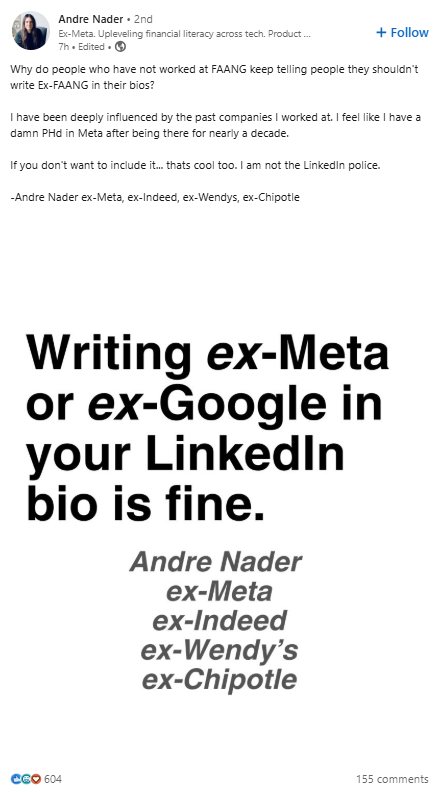 Andre Nader • 2nd
Ex-Meta. Upleveling financial literacy across tech. Product ...
7h • Edited •
+ Follow
Why do people who have not worked at FAANG keep telling people they shouldn't
write Ex-FAANG in their bios?
I have been deeply influenced by the past companies I worked at. I feel like I have a
damn PHd in Meta after being there for nearly a decade.
If you don't want to include it... thats cool too. I am not the LinkedIn police.
-Andre Nader ex-Meta, ex-Indeed, ex-Wendys, ex-Chipotle
Writing ex-Meta
or ex-Google in
your LinkedIn
bio is fine.
Andre Nader
ex-Meta
ex-Indeed
ex-Wendy’s
ex-Chipotle
604
155 comments